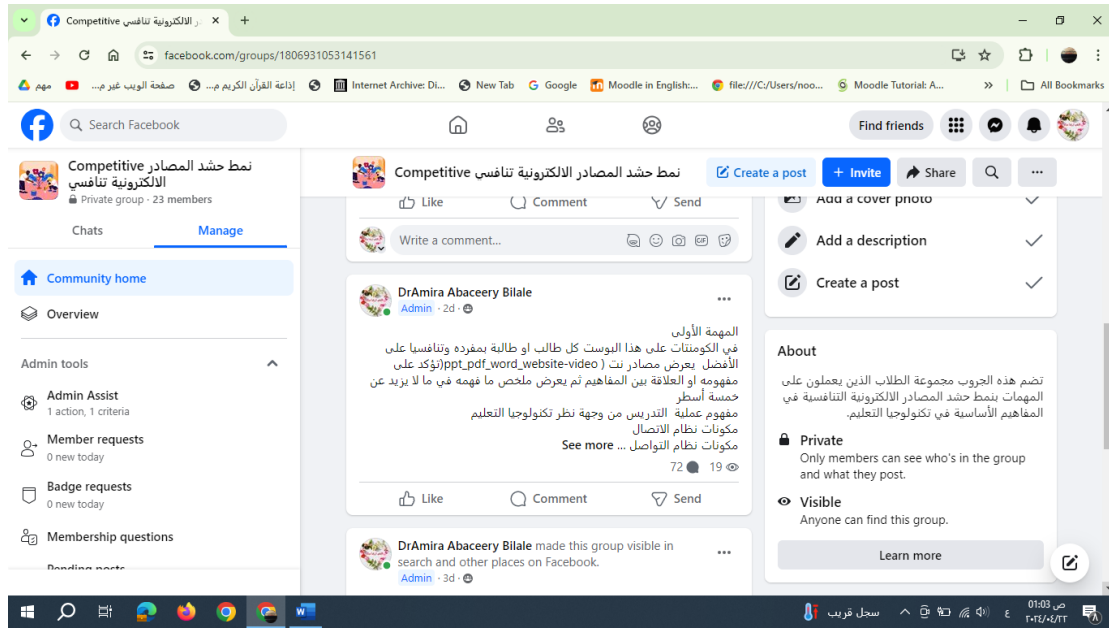 Competitive در الالكترونية تنافسي
facebook.com/groups/1806931053141561
مهم
صفحة الويب غير م...
إذاعة القرآن الكريم م...
Internet Archive: Di...
New Tab
Google
Moodle in English:...
file:///C:/Users/noo...
Moodle Tutorial: A...
All Bookmarks
Search Facebook
Find friends
نمط حشد المصادر Competitive
الالكترونية تنافسي
Private group · 23 members
Chats
Manage
Community home
Overview
Admin tools
Admin Assist
1 action, 1 criteria
Member requests
0 new today
Badge requests
0 new today
Membership questions
Pending posts
نمط حشد المصادر الالكترونية تنافسي Competitive
Create a post
+ Invite
Share
Like
Comment
Send
Write a comment...
GIF
DrAmira Abaceery Bilale
Admin · 2d ·
المهمة الأولى
في الكومنتات على هذا البوست كل طالب او طالبة بمفرده وتنافسيا على
الأفضل يعرض مصادر نت ( ppt_pdf_word_website-video)تؤكد على
مفهومه او العلاقة بين المفاهيم ثم يعرض ملخص ما فهمه في ما لا يزيد عن
خمسة أسطر
مفهوم عملية التدريس من وجهة نظر تكنولوجيا التعليم
مكونات نظام الاتصال
مكونات نظام التواصل ... See more
72 19
Like
Comment
Send
DrAmira Abaceery Bilale made this group visible in
search and other places on Facebook.
Admin · 3d ·
Add a cover photo
Add a description
Create a post
About
تضم هذه الجروب مجموعة الطلاب الذين يعملون على
المهمات بنمط حشد المصادر الالكترونية التنافسية في
المفاهيم الأساسية في تكنولوجيا التعليم.
Private
Only members can see who's in the group
and what they post.
Visible
Anyone can find this group.
Learn more
سجل قريب
ع
01:03 ص
٢٠٢٤/٠٤/٢٢